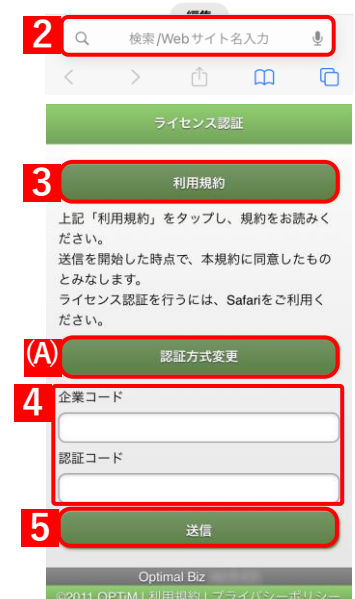 編集
2
検索/Webサイト名入力
ライセンス認証
3
利用規約
上記「利用規約」をタップし、規約をお読みく
ださい。
送信を開始した時点で、本規約に同意したもの
とみなします。
ライセンス認証を行うには、Safariをご利用く
ださい。
(A)
認証方式変更
4
企業コード
認証コード
5
送信
Optimal Biz
©2011 OPTiM | 利用規約 | プライバシーポリシー